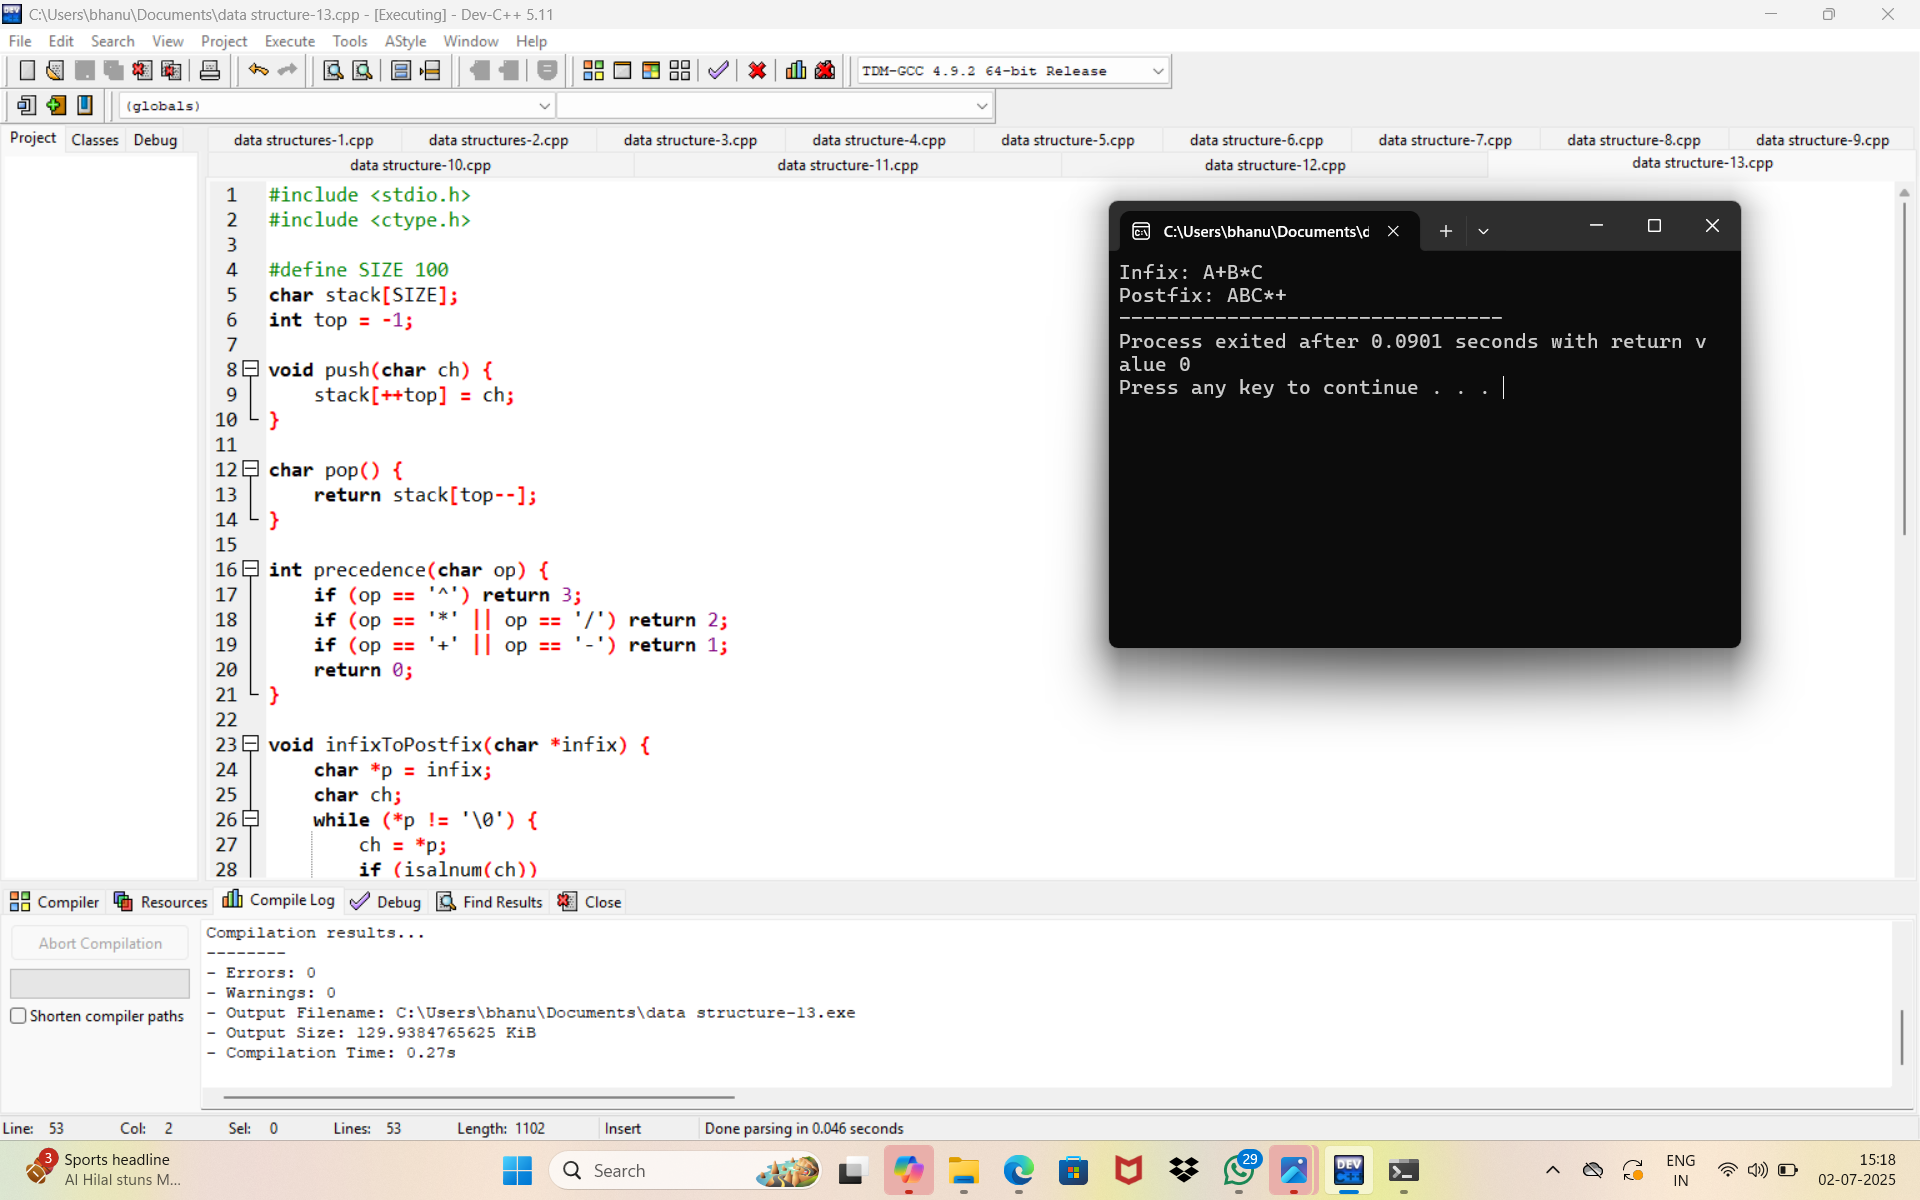 C:\Users\bhanu\Documents\data structure-13.cpp - [Executing] - Dev-C++ 5.11
File Edit Search View Project Execute Tools AStyle Window Help
TDM-GCC 4.9.2 64-bit Release
(globals)
Project Classes Debug
data structures-1.cpp data structures-2.cpp data structure-3.cpp data structure-4.cpp data structure-5.cpp data structure-6.cpp data structure-7.cpp data structure-8.cpp data structure-9.cpp
data structure-10.cpp data structure-11.cpp data structure-12.cpp data structure-13.cpp
1 #include <stdio.h>
2 #include <ctype.h>
3
4 #define SIZE 100
5 char stack[SIZE];
6 int top = -1;
7
8 void push(char ch) {
9 stack[++top] = ch;
10 }
11
12 char pop() {
13 return stack[top--];
14 }
15
16 int precedence(char op) {
17 if (op == '^') return 3;
18 if (op == '*' || op == '/') return 2;
19 if (op == '+' || op == '-') return 1;
20 return 0;
21 }
22
23 void infixToPostfix(char *infix) {
24 char *p = infix;
25 char ch;
26 while (*p != '\0') {
27 ch = *p;
28 if (isalnum(ch))
C:\Users\bhanu\Documents\d
Infix: A+B*C
Postfix: ABC*+
--------------------------------
Process exited after 0.0901 seconds with return v
alue 0
Press any key to continue . . .
Compiler Resources Compile Log Debug Find Results Close
Abort Compilation
Shorten compiler paths
Compilation results...
--------
- Errors: 0
- Warnings: 0
- Output Filename: C:\Users\bhanu\Documents\data structure-13.exe
- Output Size: 129.9384765625 KiB
- Compilation Time: 0.27s
Line: 53 Col: 2 Sel: 0 Lines: 53 Length: 1102 Insert Done parsing in 0.046 seconds
3 Sports headline
Al Hilal stuns M...
Search
DEV
29
ENG
IN
15:18
02-07-2025